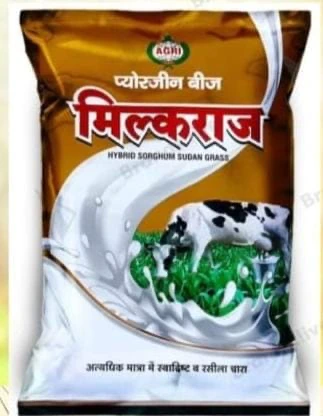 AGRI
प्योरजीन बीज
मिल्कराज
HYBRID SORGHUM SUDAN GRASS
अत्यधिक मात्रा में स्वादिष्ट व रसीला चारा